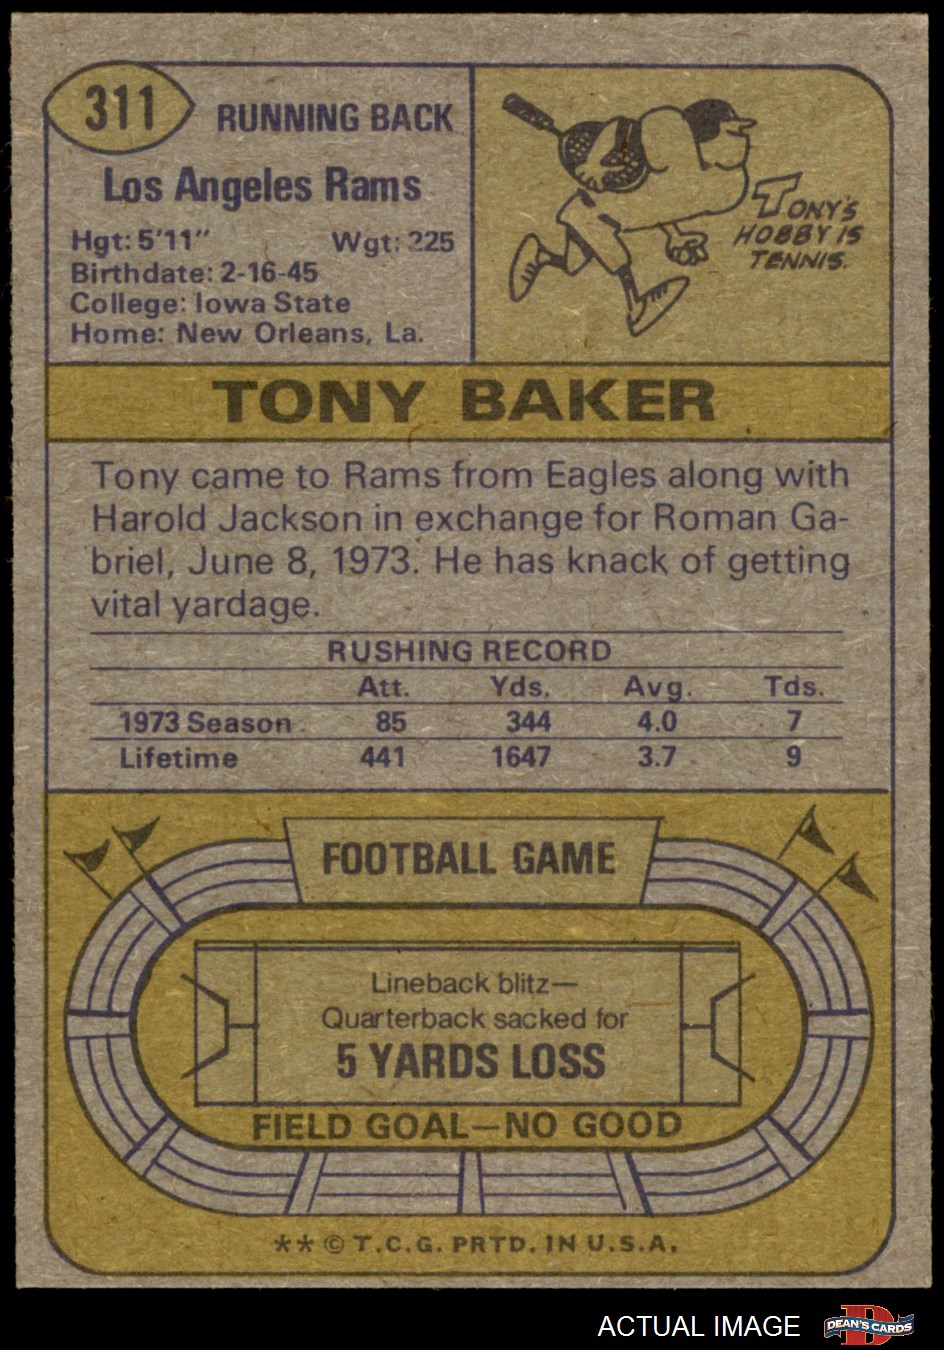 311
RUNNING BACK
Los Angeles Rams
Hgt: 5'11" Wgt: 225
Birthdate: 2-16-45
College: Iowa State
Home: New Orleans, La.
TONY'S
HOBBY IS
TENNIS.
TONY BAKER
Tony came to Rams from Eagles along with
Harold Jackson in exchange for Roman Ga-
briel, June 8, 1973. He has knack of getting
vital yardage.
RUSHING RECORD
Att. Yds. Avg. Tds.
1973 Season 85 344 4.0 7
Lifetime 441 1647 3.7 9
FOOTBALL GAME
Lineback blitz—
Quarterback sacked for
5 YARDS LOSS
FIELD GOAL—NO GOOD
** © T.C.G. PRTD. IN U.S.A.
ACTUAL IMAGE
D
DEAN'S CARDS